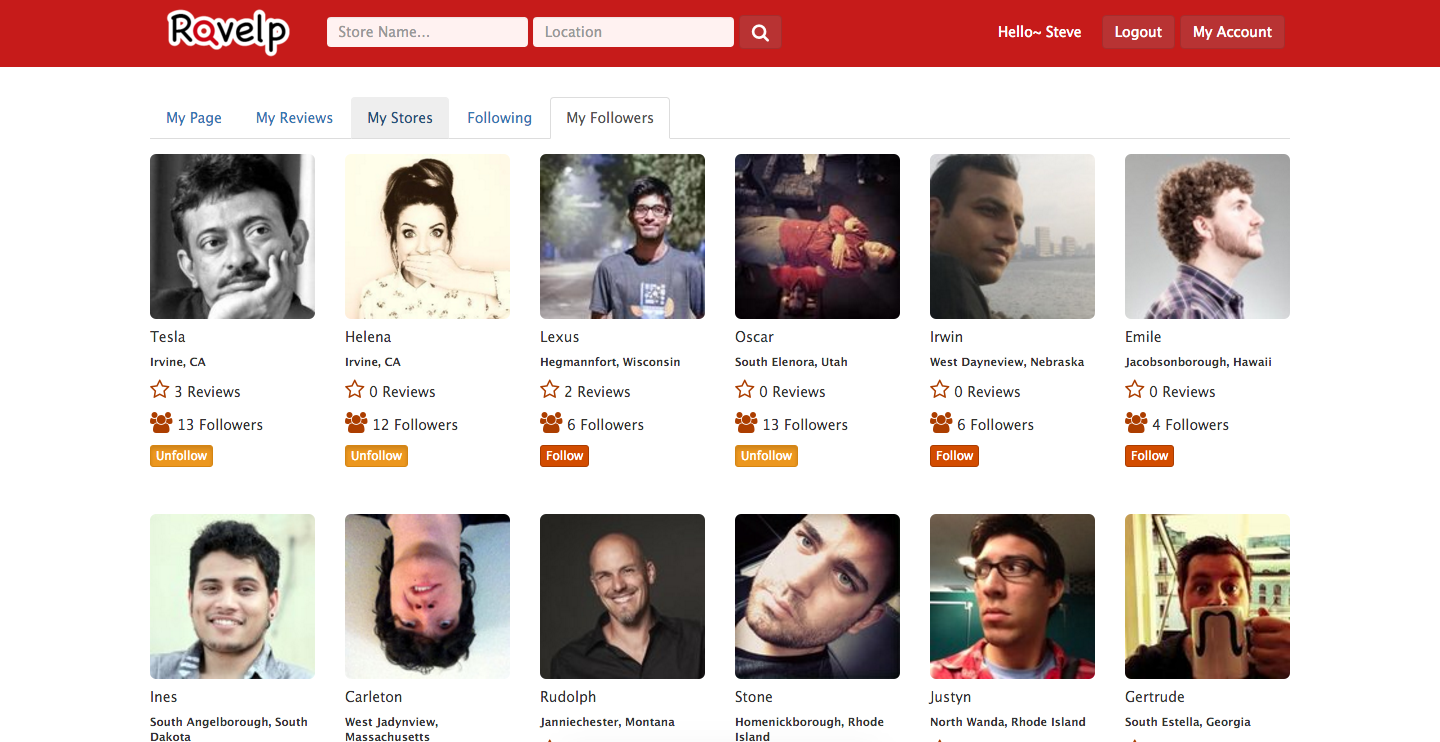 Ravelp
Store Name...
Location
Hello~ Steve
Logout
My Account
My Page
My Reviews
My Stores
Following
My Followers
Tesla
Irvine, CA
3 Reviews
13 Followers
Unfollow
Helena
Irvine, CA
0 Reviews
12 Followers
Unfollow
Lexus
Hegmannfort, Wisconsin
2 Reviews
6 Followers
Follow
Oscar
South Elenora, Utah
0 Reviews
13 Followers
Unfollow
Irwin
West Dayneview, Nebraska
0 Reviews
6 Followers
Follow
Emile
Jacobsonborough, Hawaii
0 Reviews
4 Followers
Follow
Ines
South Angelborough, South
Dakota
Carleton
West Jadynview,
Massachusetts
Rudolph
Janniechester, Montana
Stone
Homenickborough, Rhode
Island
Justyn
North Wanda, Rhode Island
Gertrude
South Estella, Georgia